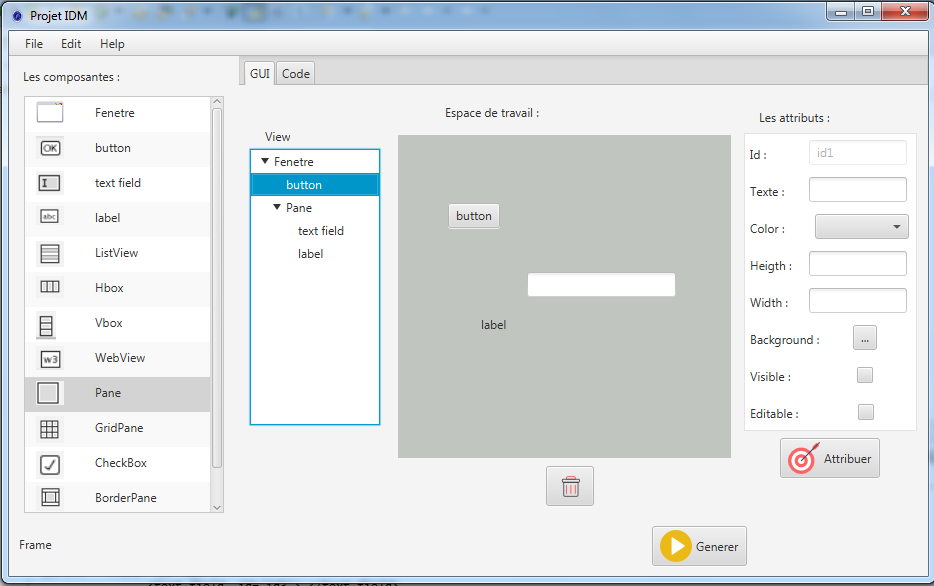 Projet IDM
File Edit Help
Les composantes :
Fenetre
OK button
I text field
abc label
ListView
Hbox
Vbox
w3 WebView
Pane
GridPane
CheckBox
BorderPane
Frame
GUI Code
View
Fenetre
button
Pane
text field
label
Espace de travail :
button
label
Les attributs :
Id : id1
Texte :
Color :
Heigth :
Width :
Background : ...
Visible :
Editable :
Attribuer
Generer